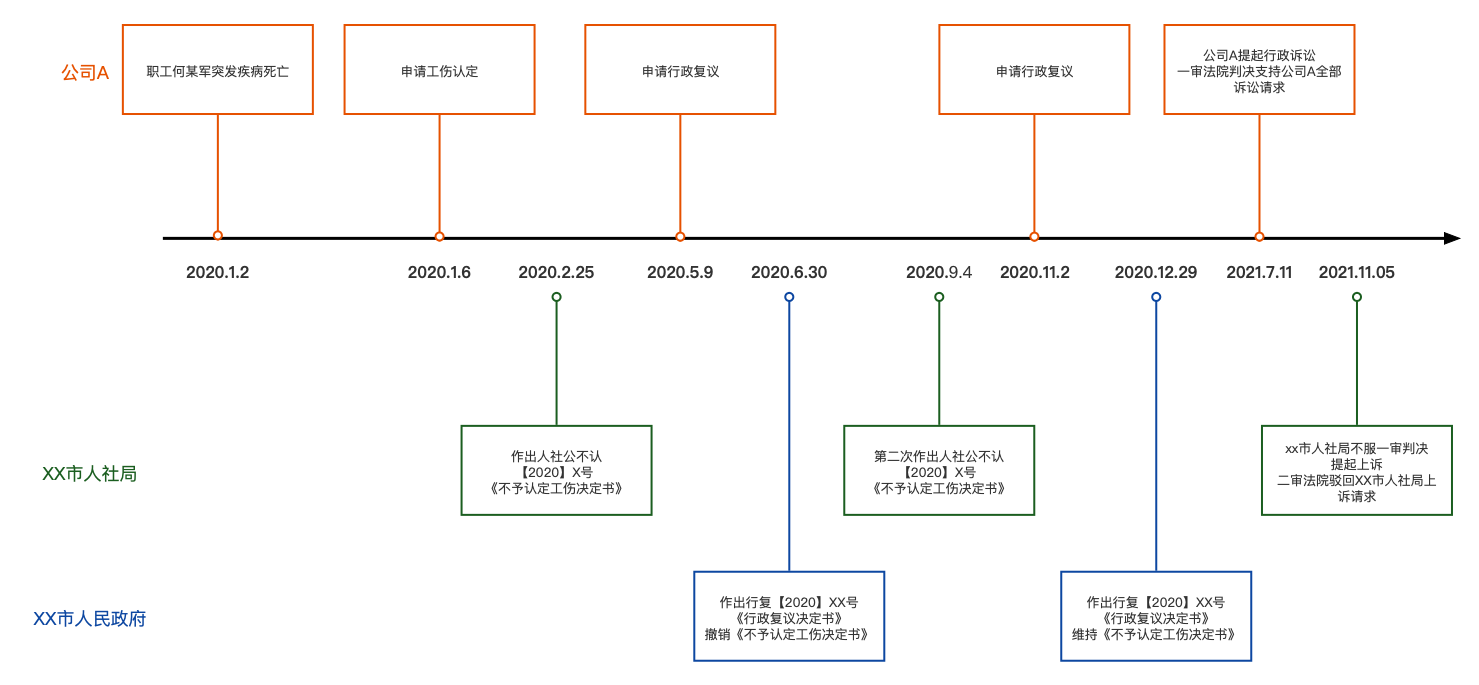 公司A
职工何某军突发疾病死亡
申请工伤认定
申请行政复议
申请行政复议
公司A提起行政诉讼
一审法院判决支持公司A全部
诉讼请求
2020.1.2
2020.1.6
2020.2.25
2020.5.9
2020.6.30
2020.9.4
2020.11.2
2020.12.29
2021.7.11
2021.11.05
XX市人社局
作出人社公不认
【2020】X号
《不予认定工伤决定书》
第二次作出人社公不认
【2020】X号
《不予认定工伤决定书》
xx市人社局不服一审判决
提起上诉
二审法院驳回XX市人社局上
诉请求
XX市人民政府
作出行复【2020】XX号
《行政复议决定书》
撤销《不予认定工伤决定书》
作出行复【2020】XX号
《行政复议决定书》
维持《不予认定工伤决定书》